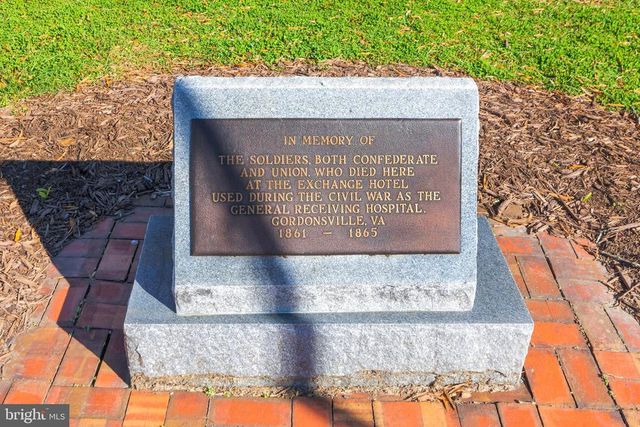 IN MEMORY OF
THE SOLDIERS, BOTH CONFEDERATE
AND UNION, WHO DIED HERE
AT THE EXCHANGE HOTEL
USED DURING THE CIVIL WAR AS THE
GENERAL RECEIVING HOSPITAL.
GORDONSVILLE, VA
1861 — 1865
bright MLS